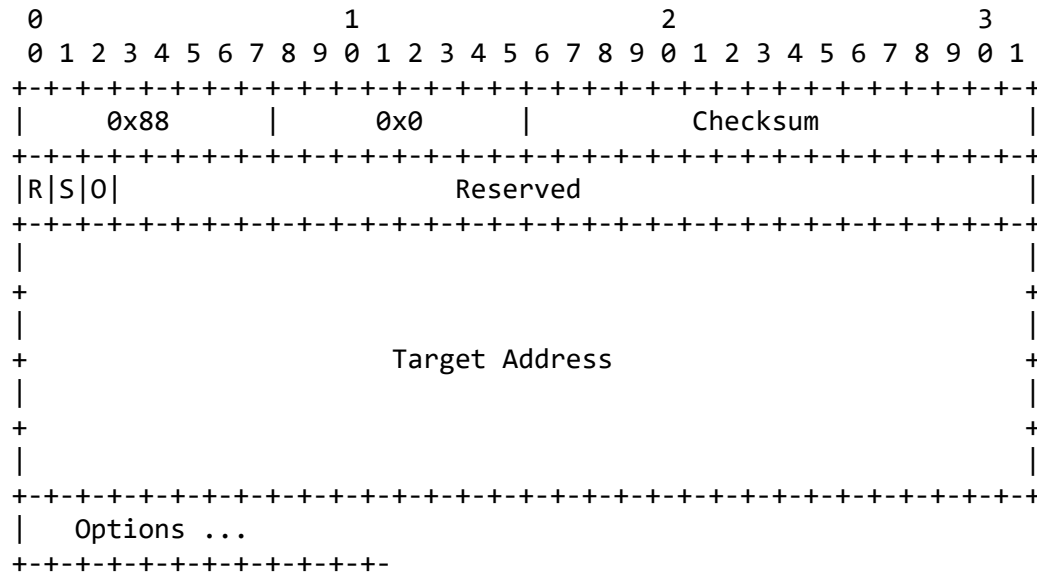 0                   1                   2                   3
 0 1 2 3 4 5 6 7 8 9 0 1 2 3 4 5 6 7 8 9 0 1 2 3 4 5 6 7 8 9 0 1
+-+-+-+-+-+-+-+-+-+-+-+-+-+-+-+-+-+-+-+-+-+-+-+-+-+-+-+-+-+-+-+-+
|     0x88      |      0x0      |          Checksum             |
+-+-+-+-+-+-+-+-+-+-+-+-+-+-+-+-+-+-+-+-+-+-+-+-+-+-+-+-+-+-+-+-+
|R|S|O|                     Reserved                            |
+-+-+-+-+-+-+-+-+-+-+-+-+-+-+-+-+-+-+-+-+-+-+-+-+-+-+-+-+-+-+-+-+
|                                                               |
+                                                               +
|                                                               |
+                       Target Address                          +
|                                                               |
+                                                               +
|                                                               |
+-+-+-+-+-+-+-+-+-+-+-+-+-+-+-+-+-+-+-+-+-+-+-+-+-+-+-+-+-+-+-+-+
|   Options ...
+-+-+-+-+-+-+-+-+-+-+-+-